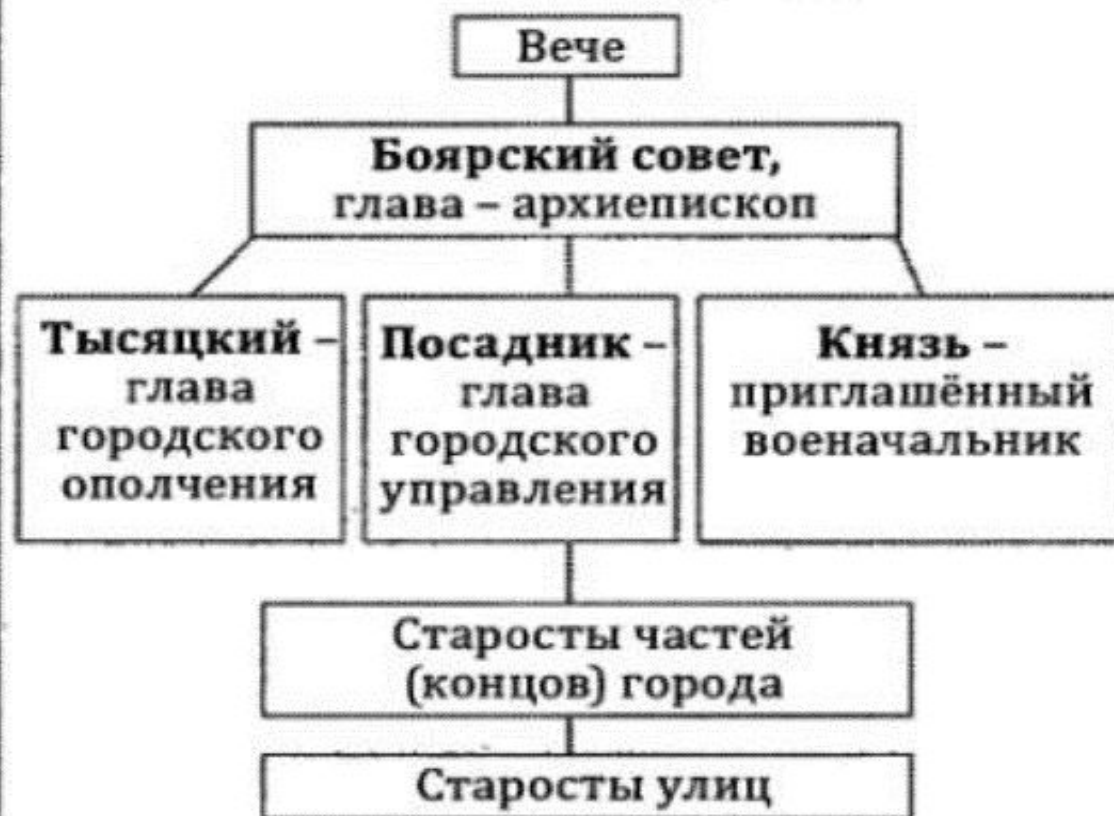 Вече
Боярский совет,
глава – архиепископ
Тысяцкий –
глава
городского
ополчения
Посадник –
глава
городского
управления
Князь –
приглашённый
военачальник
Старосты частей
(концов) города
Старосты улиц